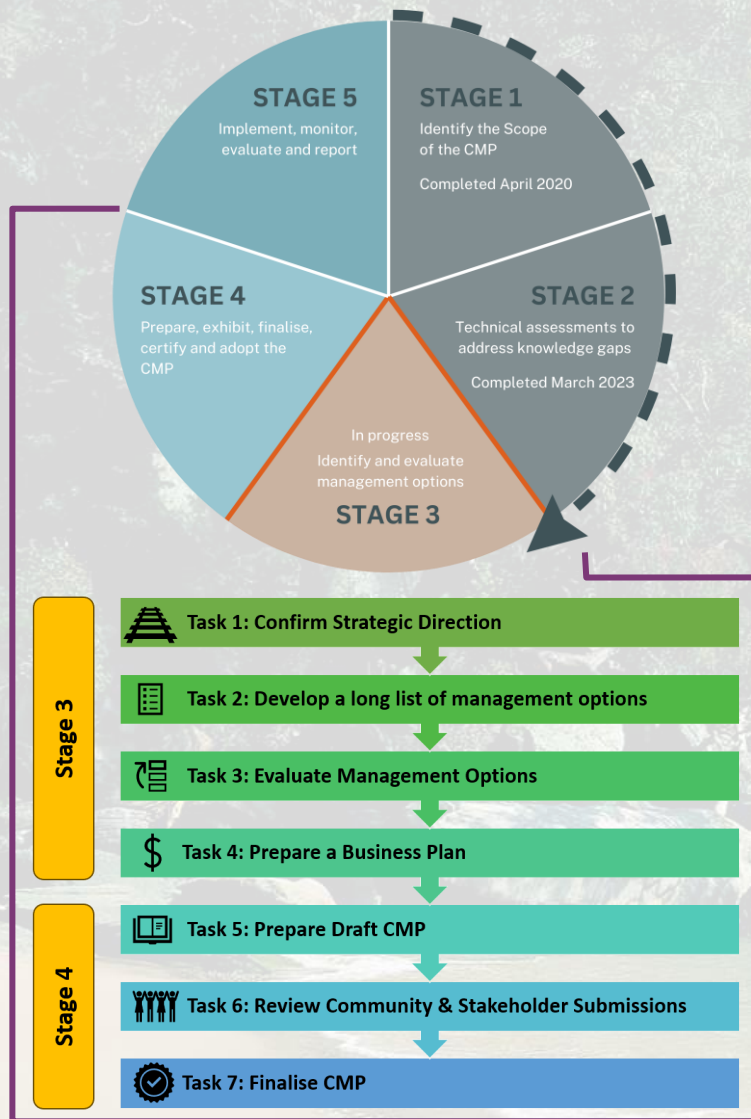 STAGE 1
Identify the Scope
of the CMP
Completed April 2020
STAGE 2
Technical assessments to
address knowledge gaps
Completed March 2023
In progress
Identify and evaluate
management options
STAGE 3
STAGE 4
Prepare, exhibit, finalise,
certify and adopt the
CMP
STAGE 5
Implement, monitor,
evaluate and report
Stage 3
Task 1: Confirm Strategic Direction
Task 2: Develop a long list of management options
Task 3: Evaluate Management Options
$ Task 4: Prepare a Business Plan
Stage 4
Task 5: Prepare Draft CMP
Task 6: Review Community & Stakeholder Submissions
Task 7: Finalise CMP